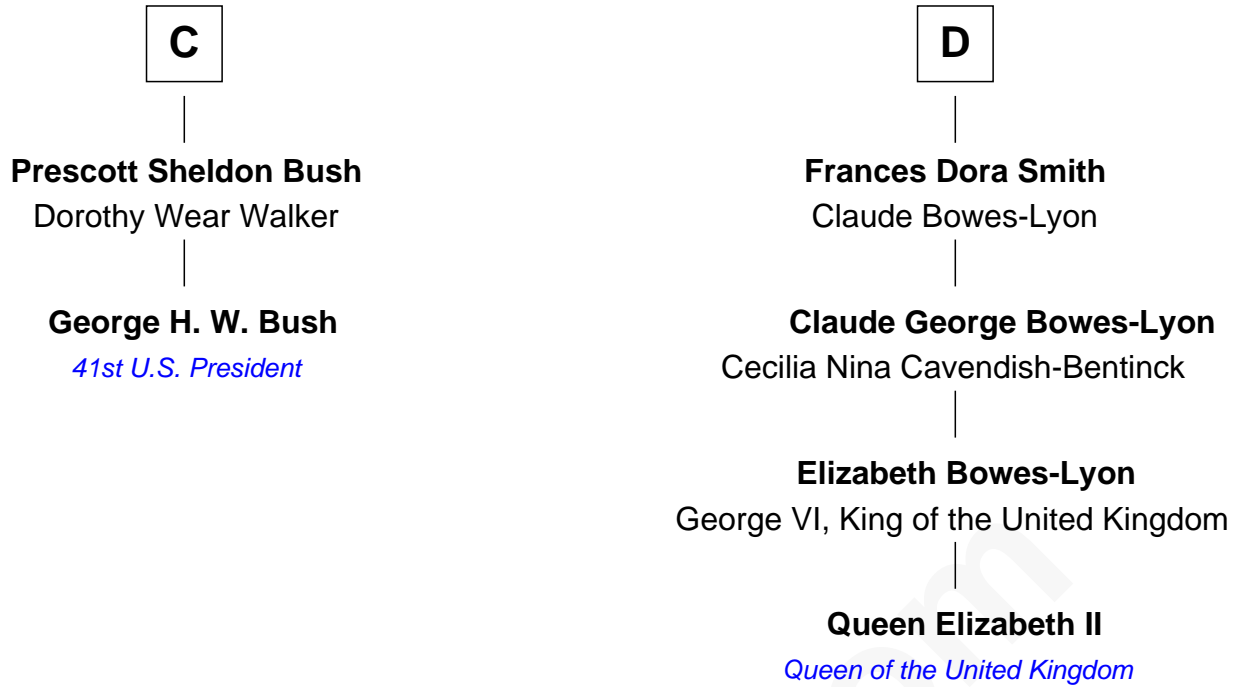 C
Prescott Sheldon Bush
Dorothy Wear Walker
George H. W. Bush
41st U.S. President
D
Frances Dora Smith
Claude Bowes-Lyon
Claude George Bowes-Lyon
Cecilia Nina Cavendish-Bentinck
Elizabeth Bowes-Lyon
George VI, King of the United Kingdom
Queen Elizabeth II
Queen of the United Kingdom